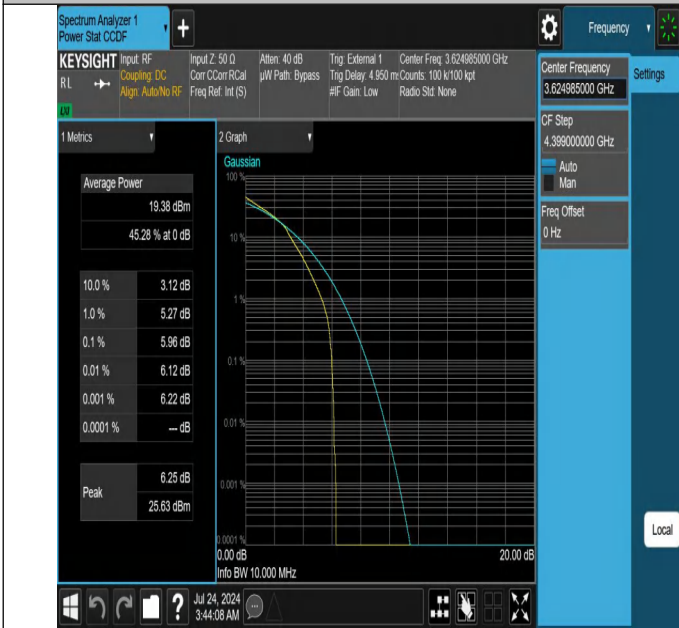 Spectrum Analyzer 1
Power Stat CCDF
+
Frequency
KEYSIGHT
RL
LXI
Input: RF
Coupling: DC
Align: Auto/No RF
Input Z: 50 Ω
Corr CCorr RCal
Freq Ref: Int (S)
Atten: 40 dB
µW Path: Bypass
Trig: External 1
Trig Delay: 4.950 m
#IF Gain: Low
Center Freq: 3.624985000 GHz
Counts: 100 k/100 kpt
Radio Std: None
Center Frequency
3.624985000 GHz
Settings
CF Step
4.399000000 GHz
Auto
Man
Freq Offset
0 Hz
1 Metrics
Average Power
19.38 dBm
45.28 % at 0 dB
10.0 % 3.12 dB
1.0 % 5.27 dB
0.1 % 5.96 dB
0.01 % 6.12 dB
0.001 % 6.22 dB
0.0001 % --- dB
Peak
6.25 dB
25.63 dBm
2 Graph
Gaussian
100 %
10 %
1 %
0.1 %
0.01 %
0.001 %
0.0001 %
0.00 dB 20.00 dB
Info BW 10.000 MHz
Local
?
Jul 24, 2024
3:44:08 AM